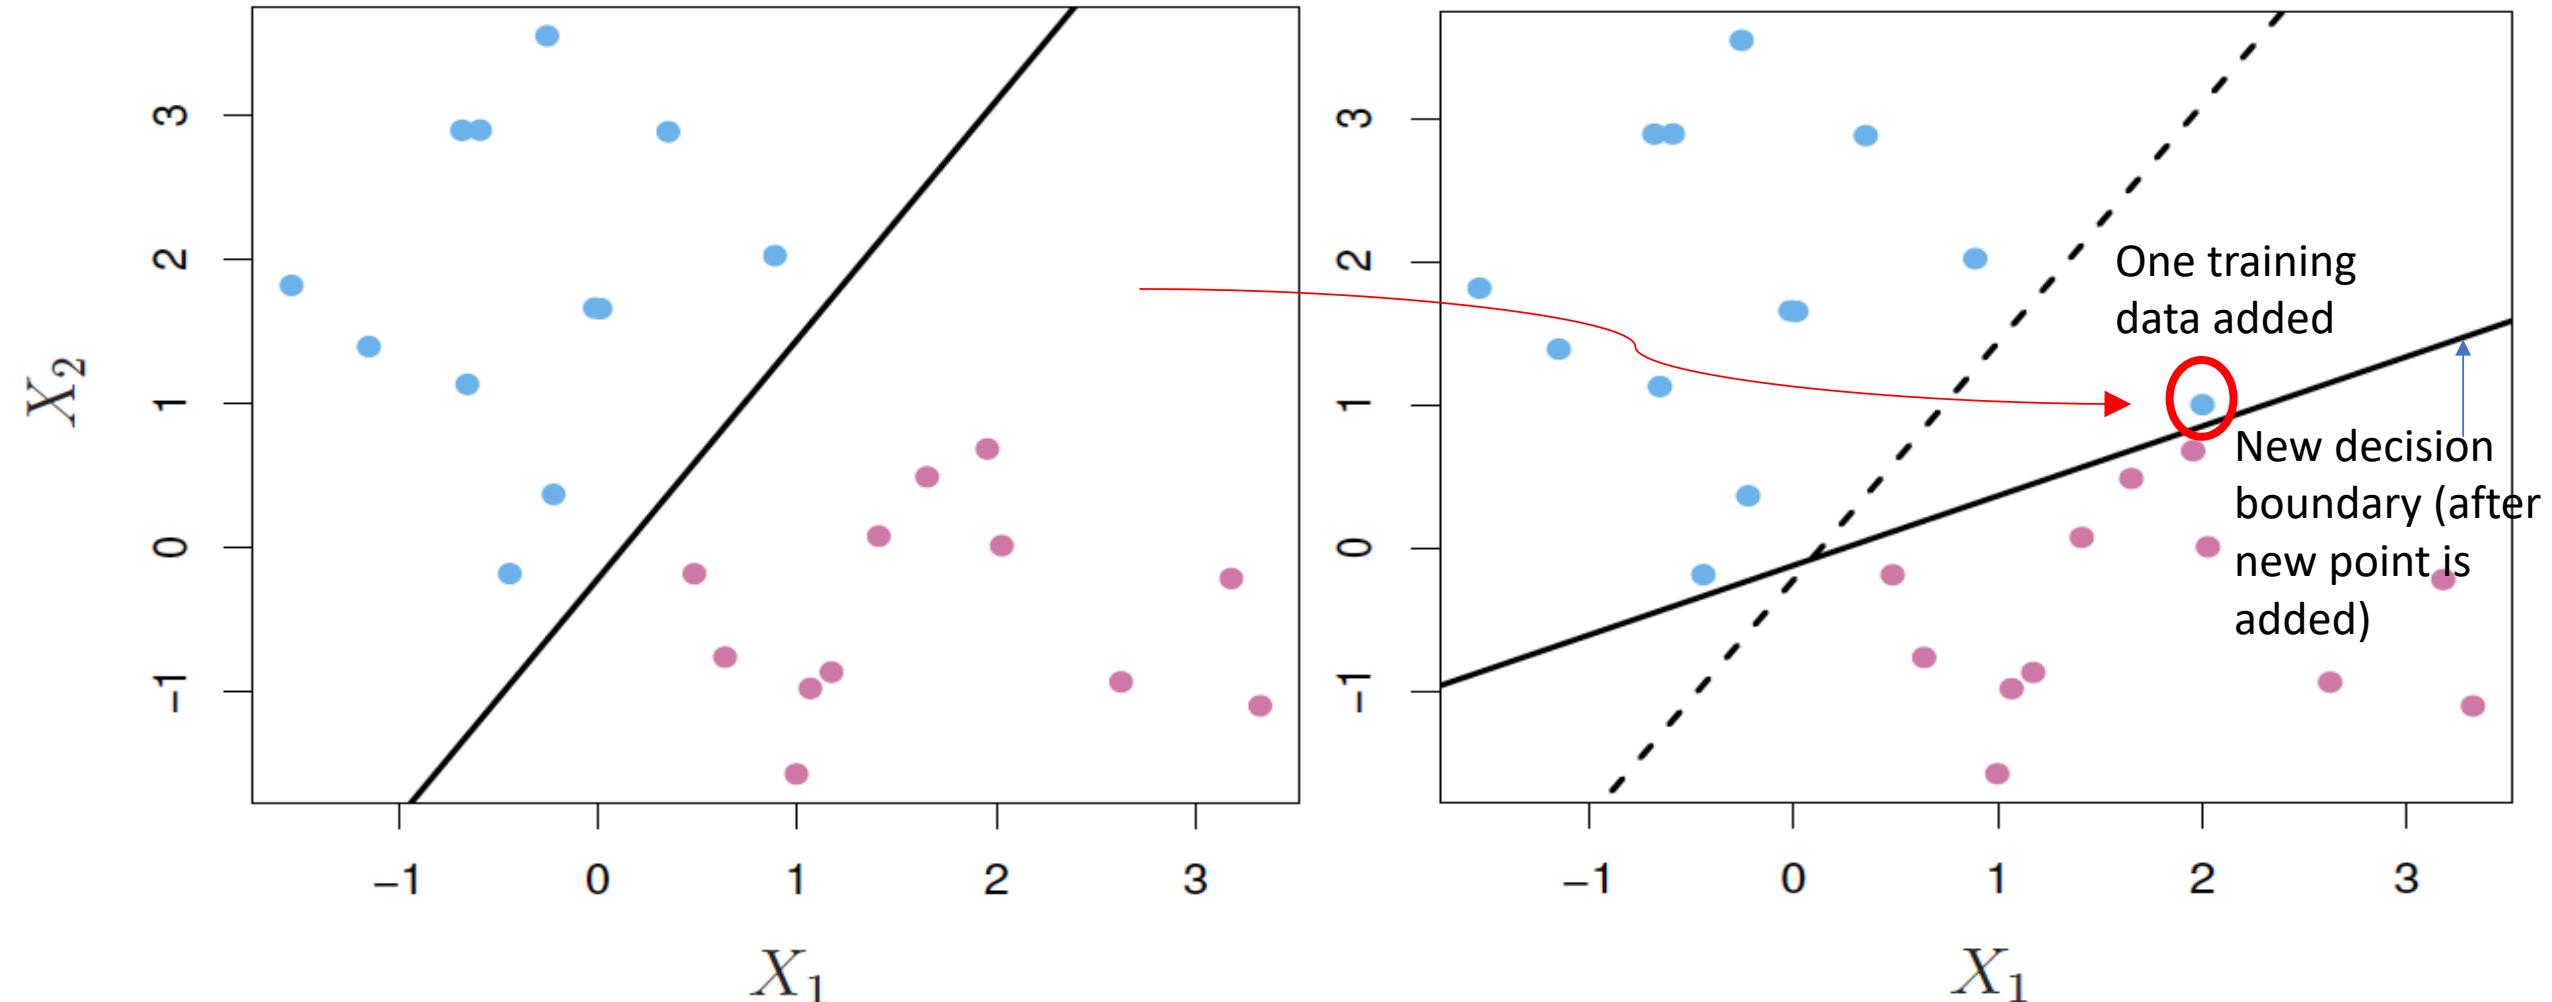 3
2
1
0
−1
X2
−1 0 1 2 3
X1
3
2
1
0
−1
−1 0 1 2 3
X1
One training
data added
New decision
boundary (after
new point is
added)